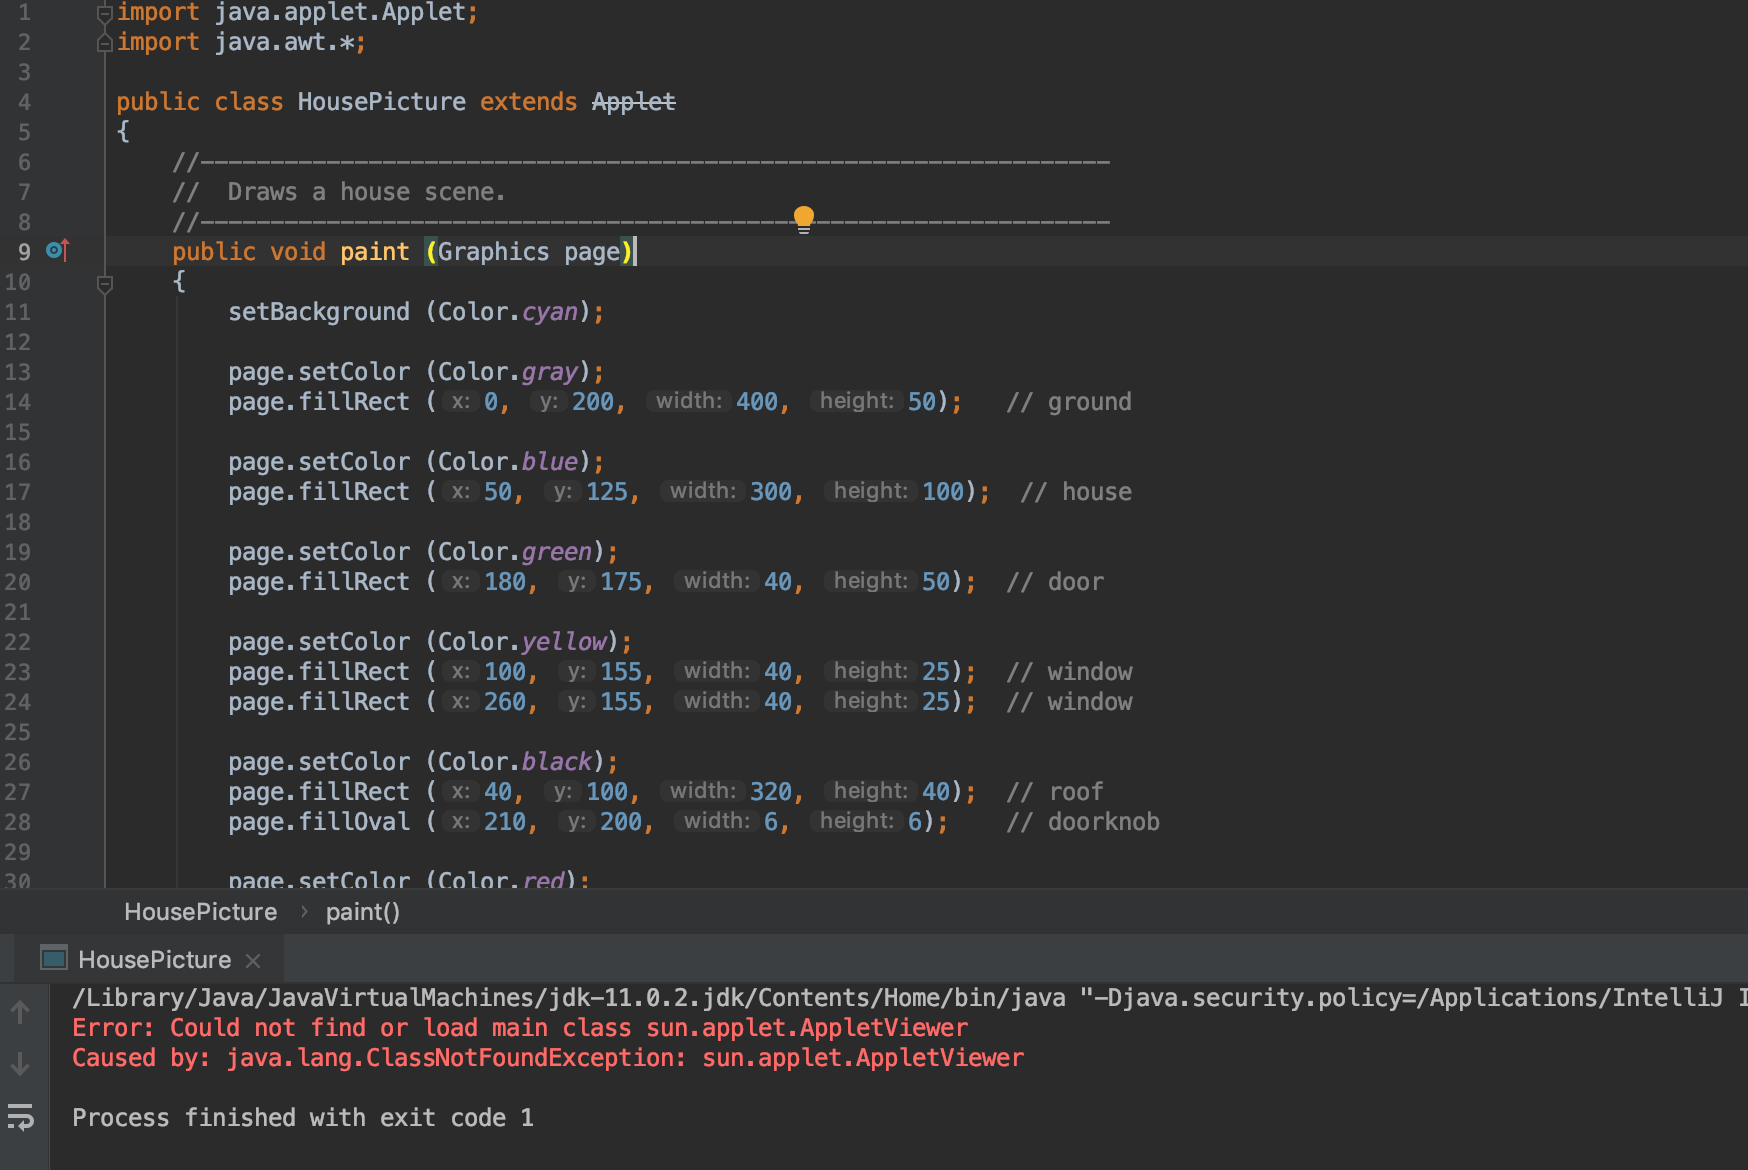 1 import java.applet.Applet;
2 import java.awt.*;
3
4 public class HousePicture extends Applet
5 {
6 //-----------------------------------------------------------------
7 //  Draws a house scene.
8 //-----------------------------------------------------------------
9 public void paint (Graphics page)
10 {
11 setBackground (Color.cyan);
12
13 page.setColor (Color.gray);
14 page.fillRect ( x: 0, y: 200, width: 400, height: 50);   // ground
15
16 page.setColor (Color.blue);
17 page.fillRect ( x: 50, y: 125, width: 300, height: 100);  // house
18
19 page.setColor (Color.green);
20 page.fillRect ( x: 180, y: 175, width: 40, height: 50);  // door
21
22 page.setColor (Color.yellow);
23 page.fillRect ( x: 100, y: 155, width: 40, height: 25);  // window
24 page.fillRect ( x: 260, y: 155, width: 40, height: 25);  // window
25
26 page.setColor (Color.black);
27 page.fillRect ( x: 40, y: 100, width: 320, height: 40);  // roof
28 page.fillOval ( x: 210, y: 200, width: 6, height: 6);    // doorknob
29
30 page.setColor (Color.red);
HousePicture › paint()
HousePicture ×
/Library/Java/JavaVirtualMachines/jdk-11.0.2.jdk/Contents/Home/bin/java "-Djava.security.policy=/Applications/IntelliJ I
Error: Could not find or load main class sun.applet.AppletViewer
Caused by: java.lang.ClassNotFoundException: sun.applet.AppletViewer
Process finished with exit code 1